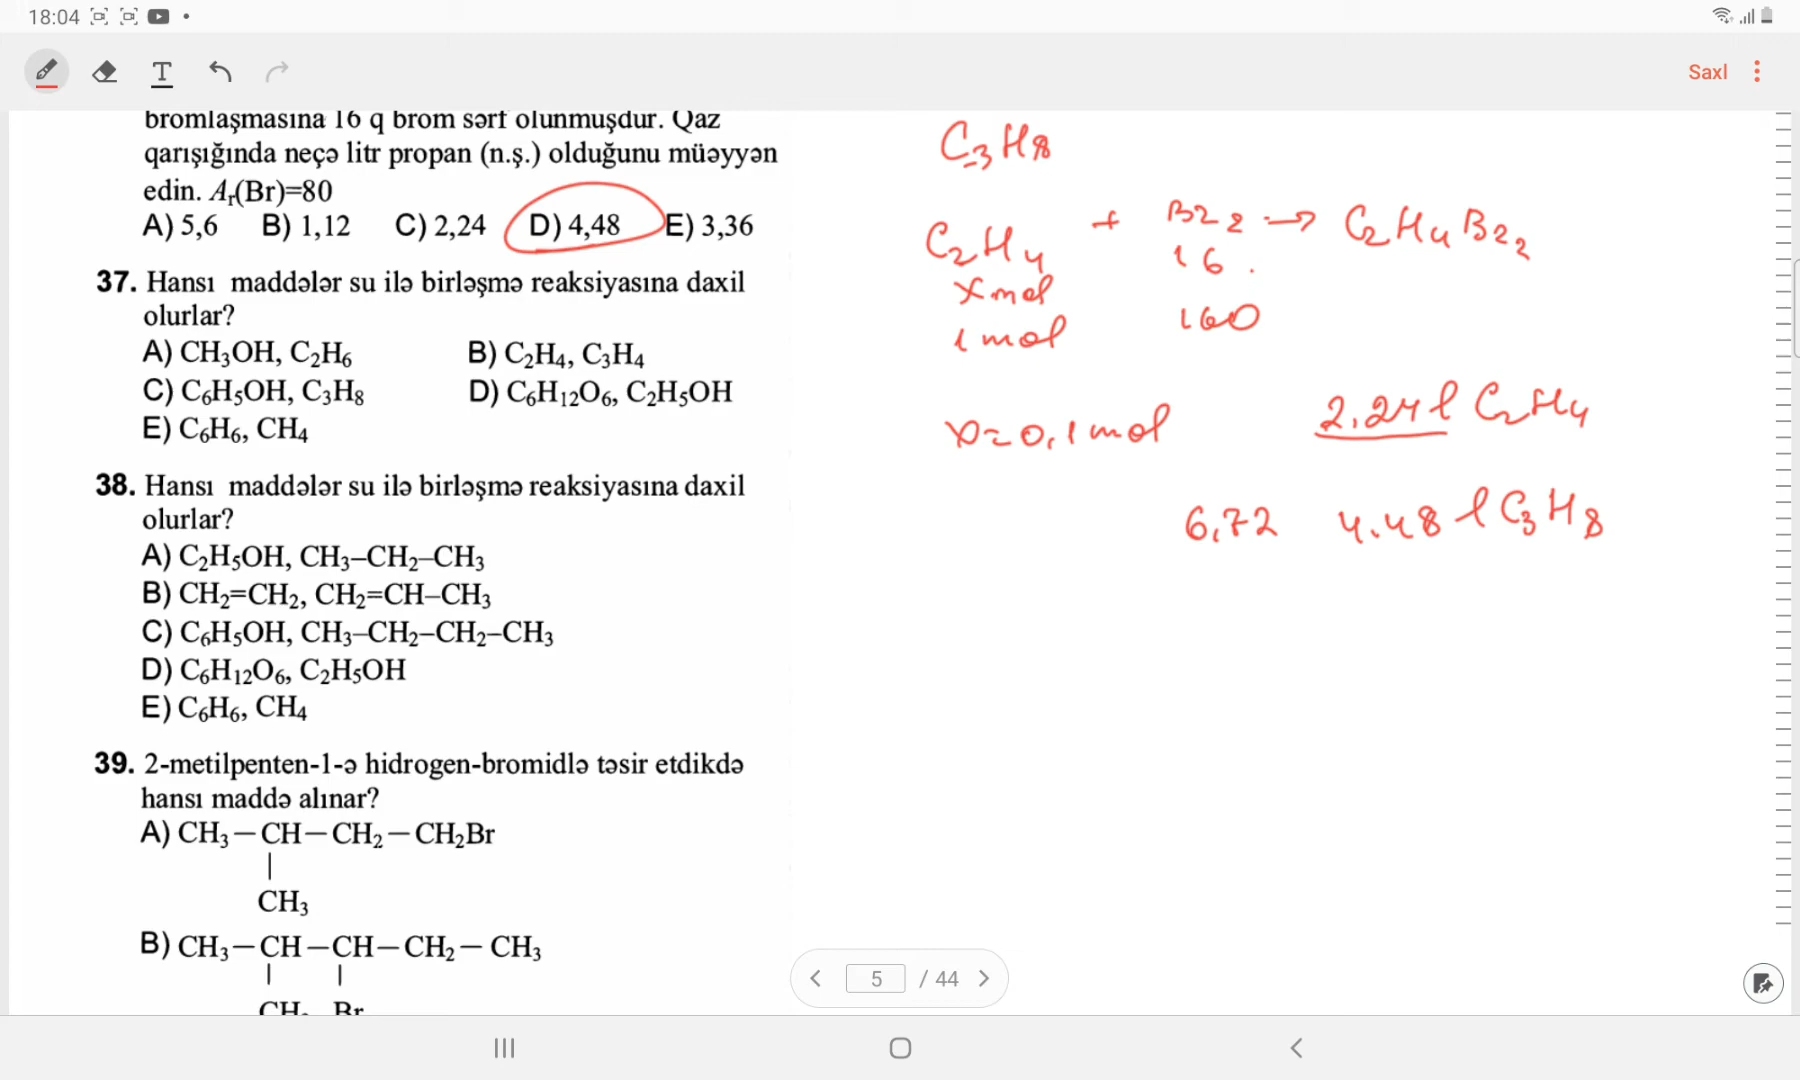 18:04
Saxl
bromlaşmasına 16 q brom sərf olunmuşdur. Qaz
qarışığında neçə litr propan (n.ş.) olduğunu müəyyən
edin. Aᵣ(Br)=80
A) 5,6 B) 1,12 C) 2,24 D) 4,48 E) 3,36
37. Hansı maddələr su ilə birləşmə reaksiyasına daxil
olurlar?
A) CH₃OH, C₂H₆ B) C₂H₄, C₃H₄
C) C₆H₅OH, C₃H₈ D) C₆H₁₂O₆, C₂H₅OH
E) C₆H₆, CH₄
38. Hansı maddələr su ilə birləşmə reaksiyasına daxil
olurlar?
A) C₂H₅OH, CH₃–CH₂–CH₃
B) CH₂=CH₂, CH₂=CH–CH₃
C) C₆H₅OH, CH₃–CH₂–CH₂–CH₃
D) C₆H₁₂O₆, C₂H₅OH
E) C₆H₆, CH₄
39. 2-metilpenten-1-ə hidrogen-bromidlə təsir etdikdə
hansı maddə alınar?
A) CH₃–CH–CH₂–CH₂Br
|
CH₃
B) CH₃–CH–CH–CH₂–CH₃
| |
CH₃ Br
C₃H₈
C₂H₄ + Br₂ → C₂H₄Br₂
16
x mol
160
1 mol
x=0,1 mol
2.24 l C₂H₄
6,72 4.48 l C₃H₈
5 / 44